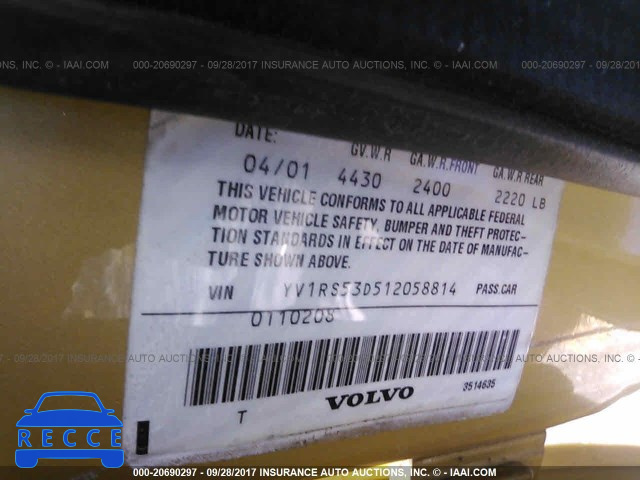 000-20690297 - 09/28/2017 INSURANCE AUTO AUCTIONS, INC. © - IAAI.COM
DATE: GV.W.R GA.W.R.FRONT GA.W.R REAR
04/01 4430 2400 2220 LB
THIS VEHICLE CONFORMS TO ALL APPLICABLE FEDERAL
MOTOR VEHICLE SAFETY, BUMPER AND THEFT PROTEC-
TION STANDARDS IN EFFECT ON THE DATE OF MANUFAC-
TURE SHOWN ABOVE.
VIN YV1RS53D512058814 PASS.CAR
0110208
T VOLVO 3514635
RECCE
000-20690297 - 09/28/2017 INSURANCE AUTO AUCTIONS, INC. © - IAAI.COM